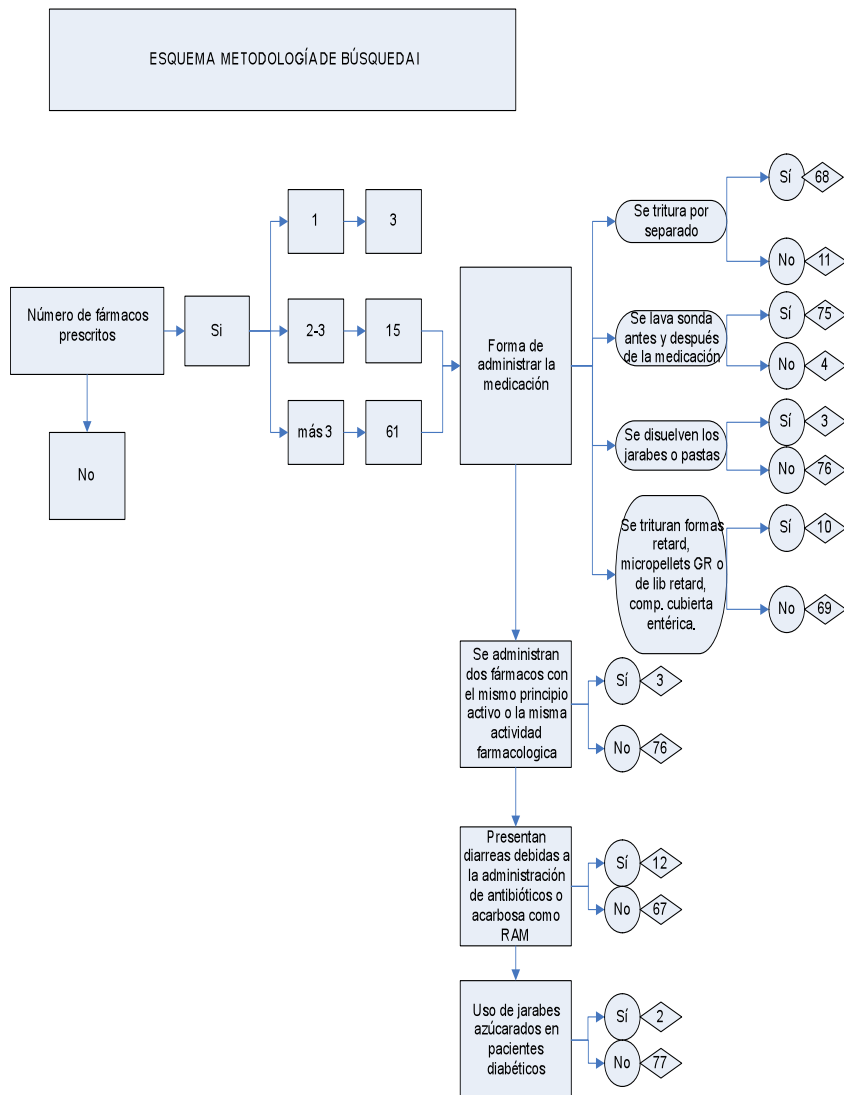 ESQUEMA METODOLOGÍA DE BÚSQUEDA I
Número de fármacos
prescritos
Si
No
1
3
2-3
15
más 3
61
Forma de
administrar la
medicación
Se tritura por
separado
Sí
68
No
11
Se lava sonda
antes y después
de la medicación
Sí
75
No
4
Se disuelven los
jarabes o pastas
Sí
3
No
76
Se trituran formas
retard,
micropellets GR o
de lib retard,
comp. cubierta
entérica.
Sí
10
No
69
Se administran
dos fármacos con
el mismo principio
activo o la misma
actividad
farmacologica
Sí
3
No
76
Presentan
diarreas debidas a
la administración
de antibióticos o
acarbosa como
RAM
Sí
12
No
67
Uso de jarabes
azúcarados en
pacientes
diabéticos
Sí
2
No
77